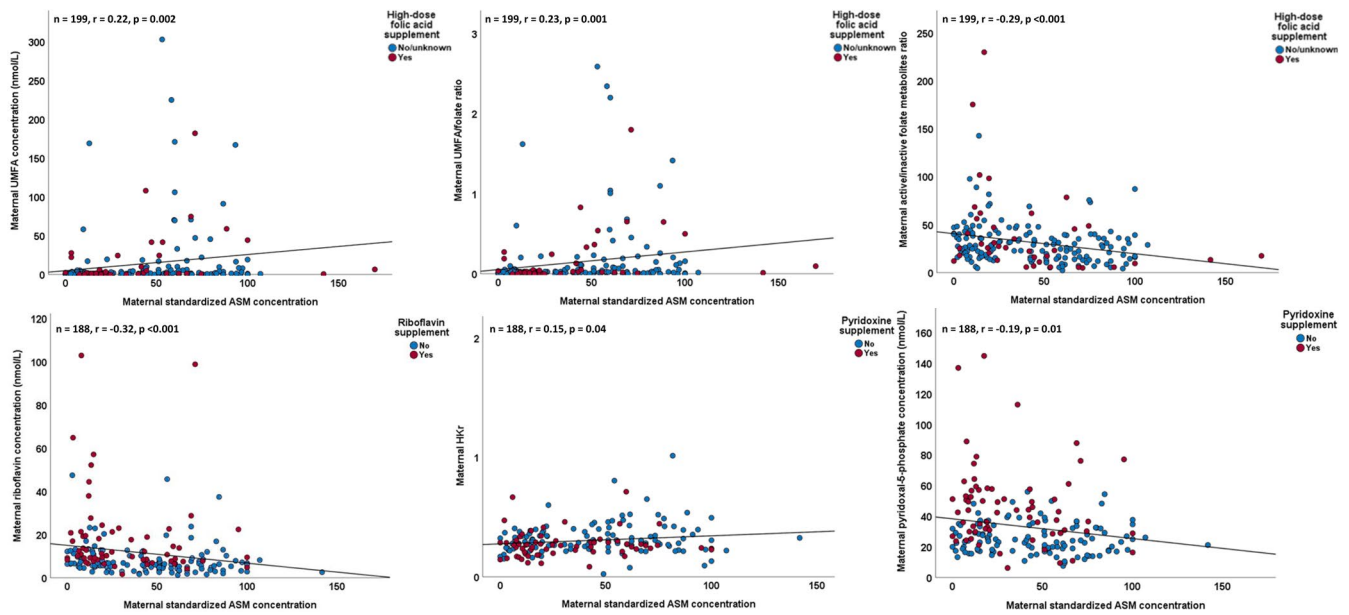 n = 199, r = 0.22, p = 0.002
High-dose
folic acid
supplement
No/unknown
Yes
Maternal UMFA concentration (nmol/L)
300
250
200
150
100
50
0
0 50 100 150
Maternal standardized ASM concentration
n = 199, r = 0.23, p = 0.001
High-dose
folic acid
supplement
No/unknown
Yes
Maternal UMFA/folate ratio
3
2
1
0
0 50 100 150
Maternal standardized ASM concentration
n = 199, r = -0.29, p <0.001
High-dose
folic acid
supplement
No/unknown
Yes
Maternal active/inactive folate metabolites ratio
250
200
150
100
50
0
0 50 100 150
Maternal standardized ASM concentration
n = 188, r = -0.32, p <0.001
Riboflavin
supplement
No
Yes
Maternal riboflavin concentration (nmol/L)
120
100
80
60
40
20
0
0 50 100 150
Maternal standardized ASM concentration
n = 188, r = 0.15, p = 0.04
Pyridoxine
supplement
No
Yes
Maternal HKr
2
1
0
0 50 100 150
Maternal standardized ASM concentration
n = 188, r = -0.19, p = 0.01
Pyridoxine
supplement
No
Yes
Maternal pyridoxal-5-phosphate concentration (nmol/L)
160
140
120
100
80
60
40
20
0
0 50 100 150
Maternal standardized ASM concentration